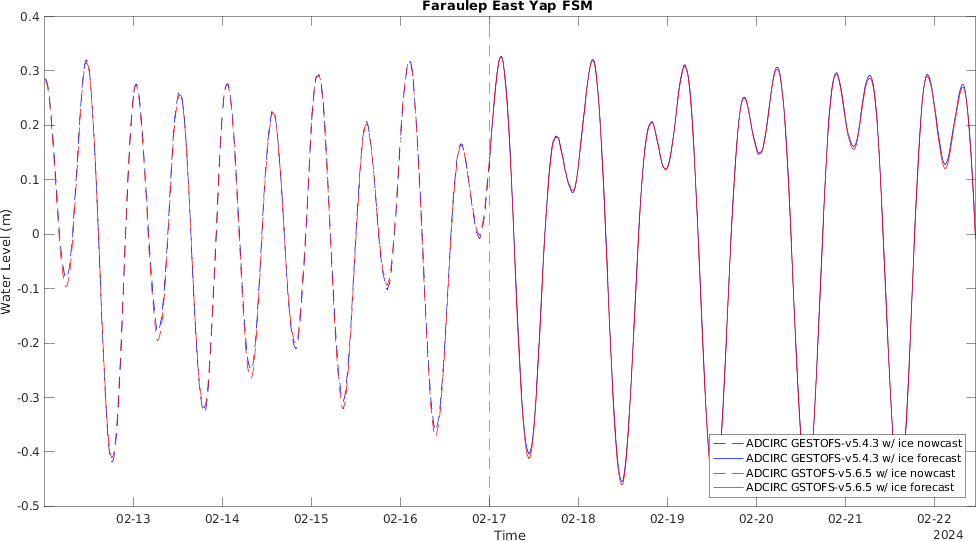 Faraulep East Yap FSM
Water Level (m)
0.4
0.3
0.2
0.1
0
-0.1
-0.2
-0.3
-0.4
-0.5
ADCIRC GESTOFS-v5.4.3 w/ ice nowcast
ADCIRC GESTOFS-v5.4.3 w/ ice forecast
ADCIRC GSTOFS-v5.6.5 w/ ice nowcast
ADCIRC GSTOFS-v5.6.5 w/ ice forecast
02-13 02-14 02-15 02-16 02-17 02-18 02-19 02-20 02-21 02-22
Time
2024